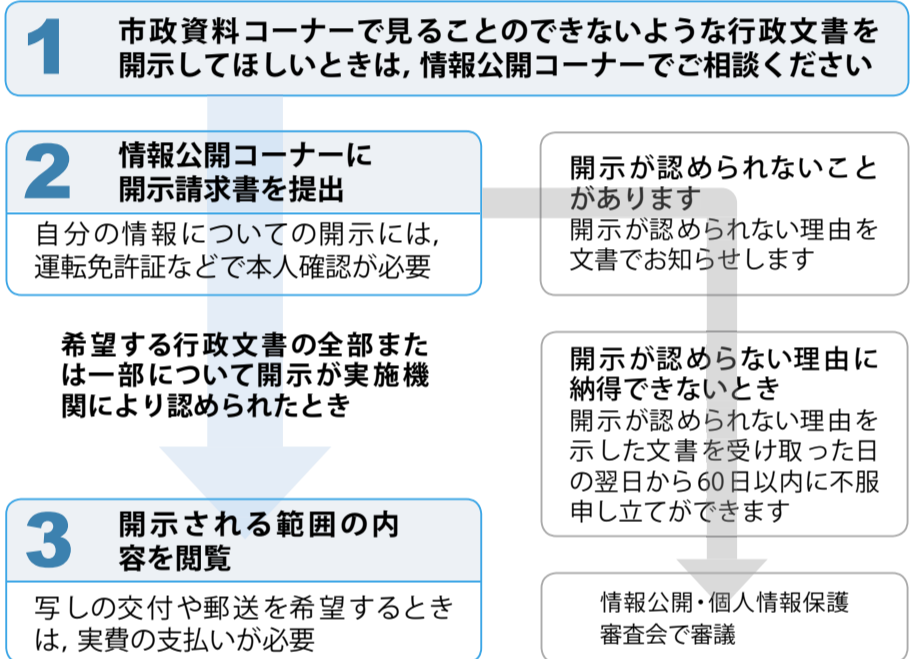 1
市政資料コーナーで見ることのできないような行政文書を
開示してほしいときは,情報公開コーナーでご相談ください
2
情報公開コーナーに
開示請求書を提出
自分の情報についての開示には,
運転免許証などで本人確認が必要
希望する行政文書の全部また
は一部について開示が実施機
関により認められたとき
3
開示される範囲の内
容を閲覧
写しの交付や郵送を希望するとき
は,実費の支払いが必要
開示が認められないこと
があります
開示が認められない理由を
文書でお知らせします
開示が認めらない理由に
納得できないとき
開示が認められない理由を
示した文書を受け取った日
の翌日から60日以内に不服
申し立てができます
情報公開・個人情報保護
審査会で審議